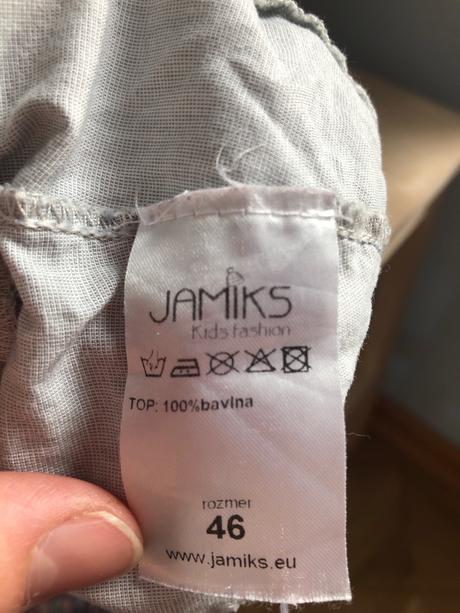 JAMIKS
Kids fashion
TOP: 100%bavlna
rozmer
46
www.jamiks.eu